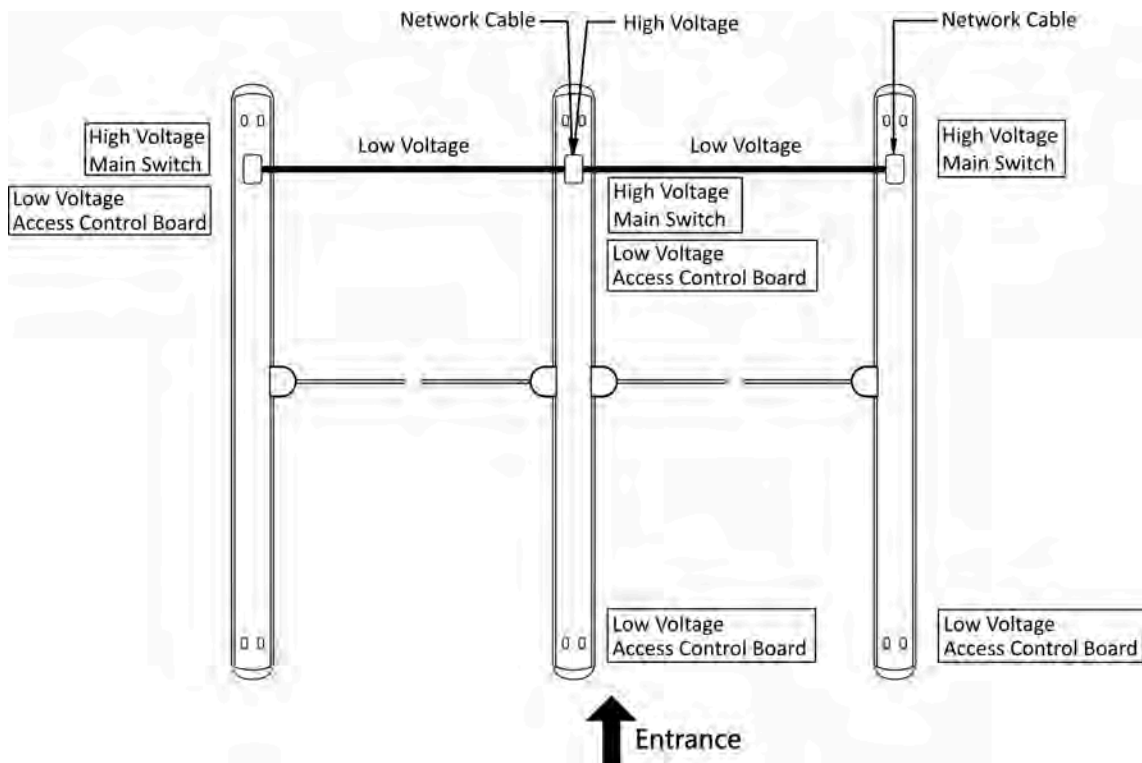 Network Cable
High Voltage
Network Cable
High Voltage
Main Switch
Low Voltage
Access Control Board
Low Voltage
Low Voltage
High Voltage
Main Switch
High Voltage
Main Switch
Low Voltage
Access Control Board
Low Voltage
Access Control Board
Low Voltage
Access Control Board
Entrance